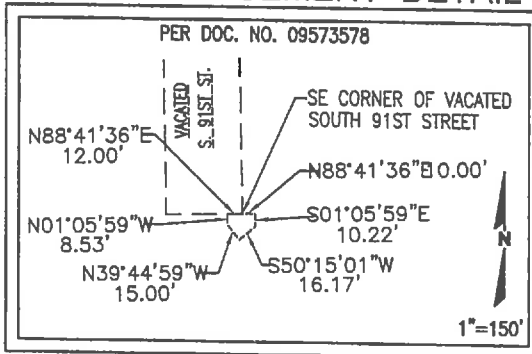 PER DOC. NO. 09573578
VACATED
S. 91ST ST.
SE CORNER OF VACATED
SOUTH 91ST STREET
N88°41'36"E
12.00'
N88°41'36"E
0.00'
N01°05'59"W
8.53'
S01°05'59"E
10.22'
N39°44'59"W
15.00'
S50°15'01"W
16.17'
N
1"=150'